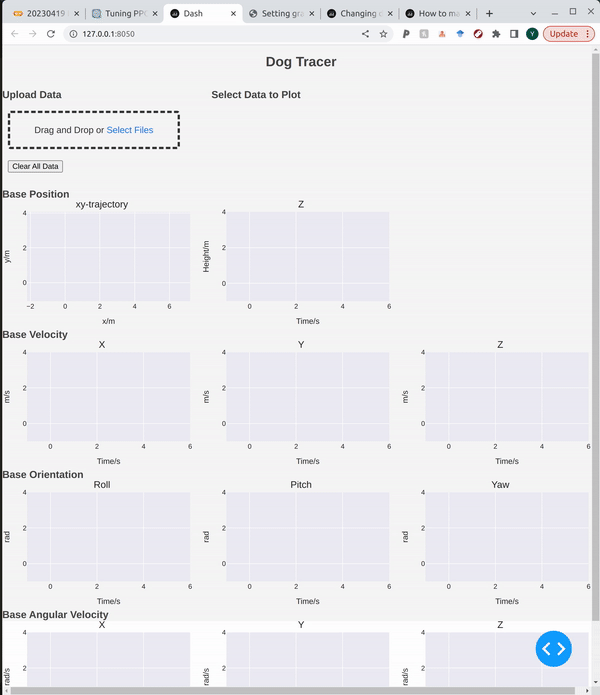 20230419
Tuning PP
Dash
Setting gra
Changing
How to ma
127.0.0.1:8050
P
Y
Update
Dog Tracer
Upload Data
Select Data to Plot
Drag and Drop or Select Files
Clear All Data
Base Position
xy-trajectory
Z
4
2
0
y/m
−2 0 2 4 6
x/m
4
2
0
Height/m
0 2 4 6
Time/s
Base Velocity
X
Y
Z
4
2
0
m/s
0 2 4 6
Time/s
4
2
0
m/s
0 2 4 6
Time/s
4
2
0
m/s
0 2 4 6
Time/s
Base Orientation
Roll
Pitch
Yaw
4
2
0
rad
0 2 4 6
Time/s
4
2
0
rad
0 2 4 6
Time/s
4
2
0
rad
0 2 4 6
Time/s
Base Angular Velocity
X
Y
Z
4
2
0
rad/s
4
2
0
rad/s
4
2
0
rad/s